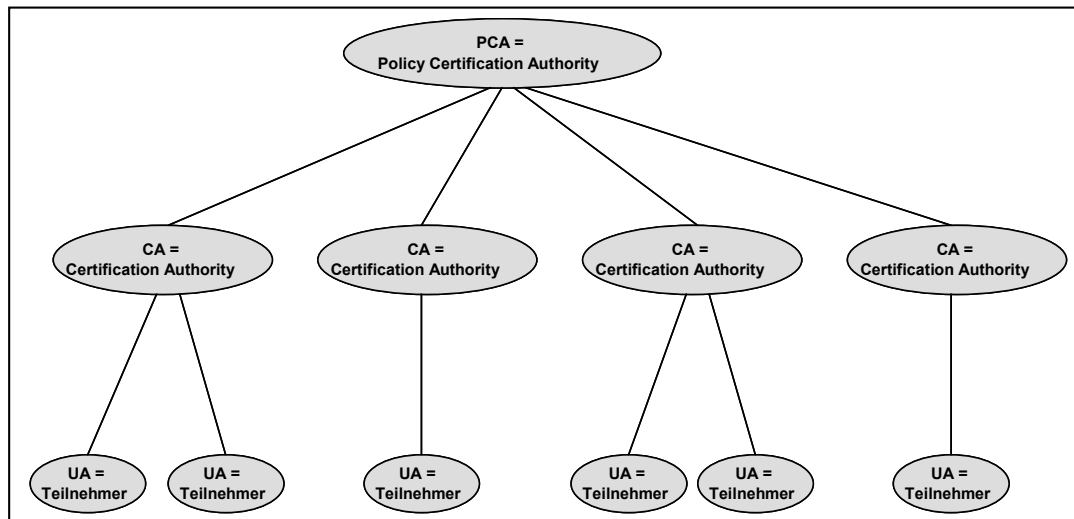 PCA =
Policy Certification Authority
CA =
Certification Authority
CA =
Certification Authority
CA =
Certification Authority
CA =
Certification Authority
UA =
Teilnehmer
UA =
Teilnehmer
UA =
Teilnehmer
UA =
Teilnehmer
UA =
Teilnehmer
UA =
Teilnehmer